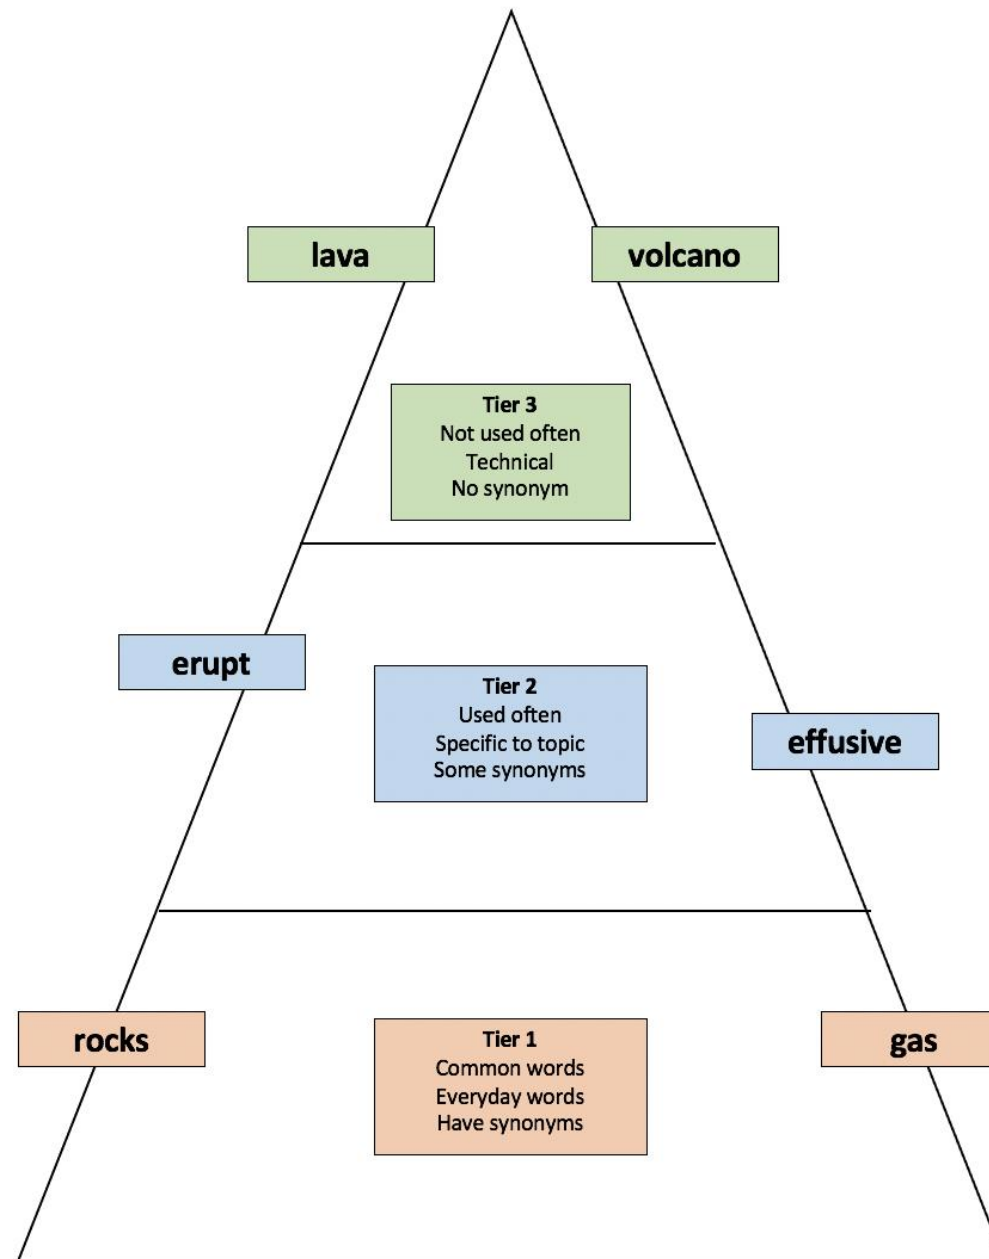 lava
volcano
Tier 3
Not used often
Technical
No synonym
erupt
Tier 2
Used often
Specific to topic
Some synonyms
effusive
rocks
Tier 1
Common words
Everyday words
Have synonyms
gas